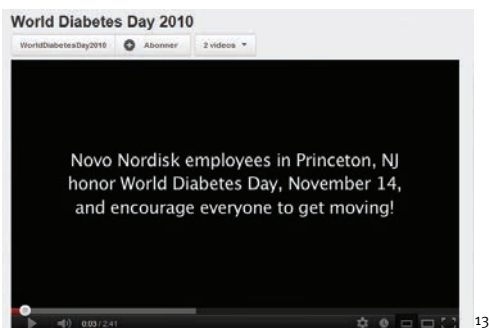 World Diabetes Day 2010
WorldDiabetesDay2010 Abonner 2 videos
Novo Nordisk employees in Princeton, NJ
honor World Diabetes Day, November 14,
and encourage everyone to get moving!
0:03 / 2:41
13